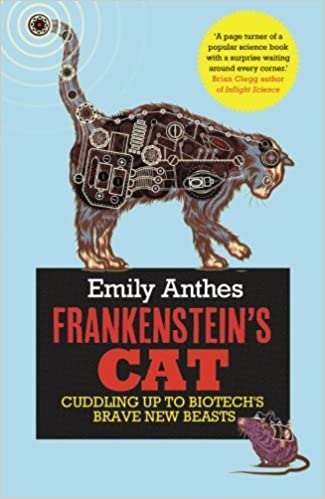 'A page turner of a
popular science book
with a surprise waiting
around every corner.'
Brian Clegg author
of Inflight Science
Emily Anthes
FRANKENSTEIN'S
CAT
CUDDLING UP TO BIOTECH'S
BRAVE NEW BEASTS